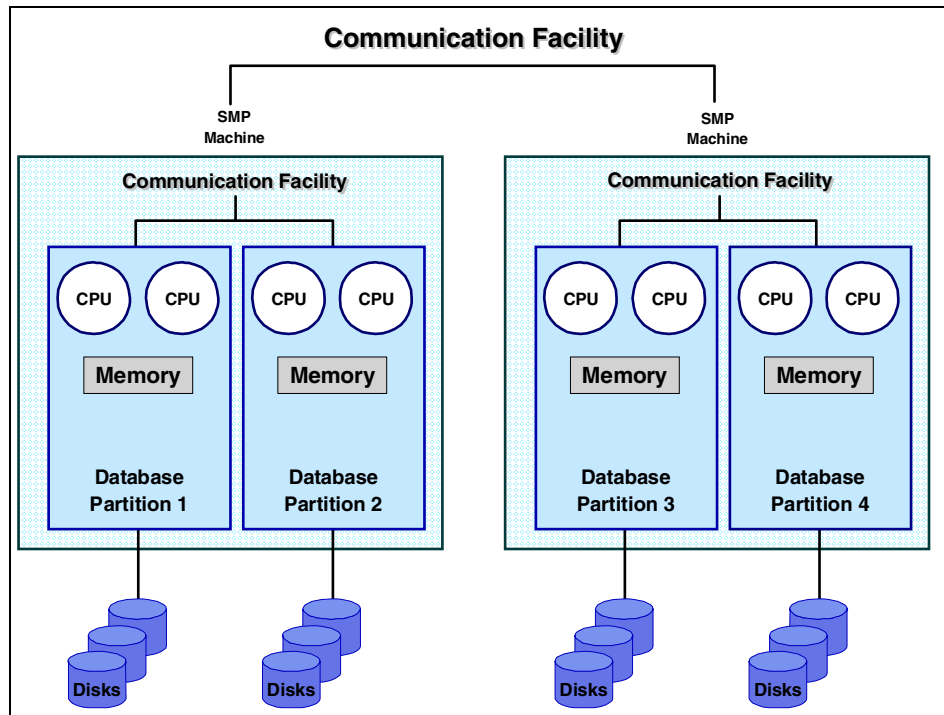 Communication Facility
SMP
Machine
SMP
Machine
Communication Facility
CPU
CPU
Memory
Database
Partition 1
CPU
CPU
Memory
Database
Partition 2
Disks
Disks
Communication Facility
CPU
CPU
Memory
Database
Partition 3
CPU
CPU
Memory
Database
Partition 4
Disks
Disks